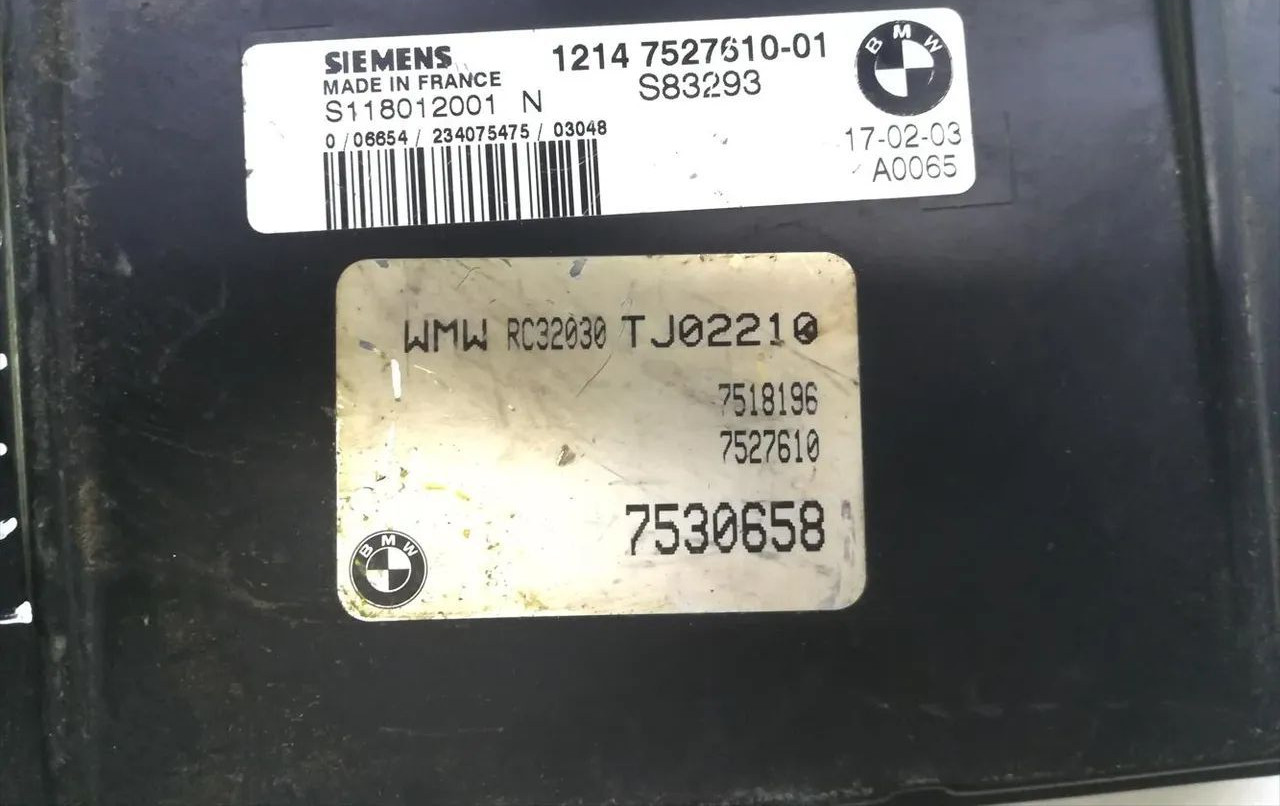 SIEMENS 1214 7527610-01
MADE IN FRANCE S83293
S118012001 N
0 / 06654 / 234075475 / 03048
BMW
17-02-03
A0065
WMW RC32030 TJ02210
7518196
7527610
7530658
BMW